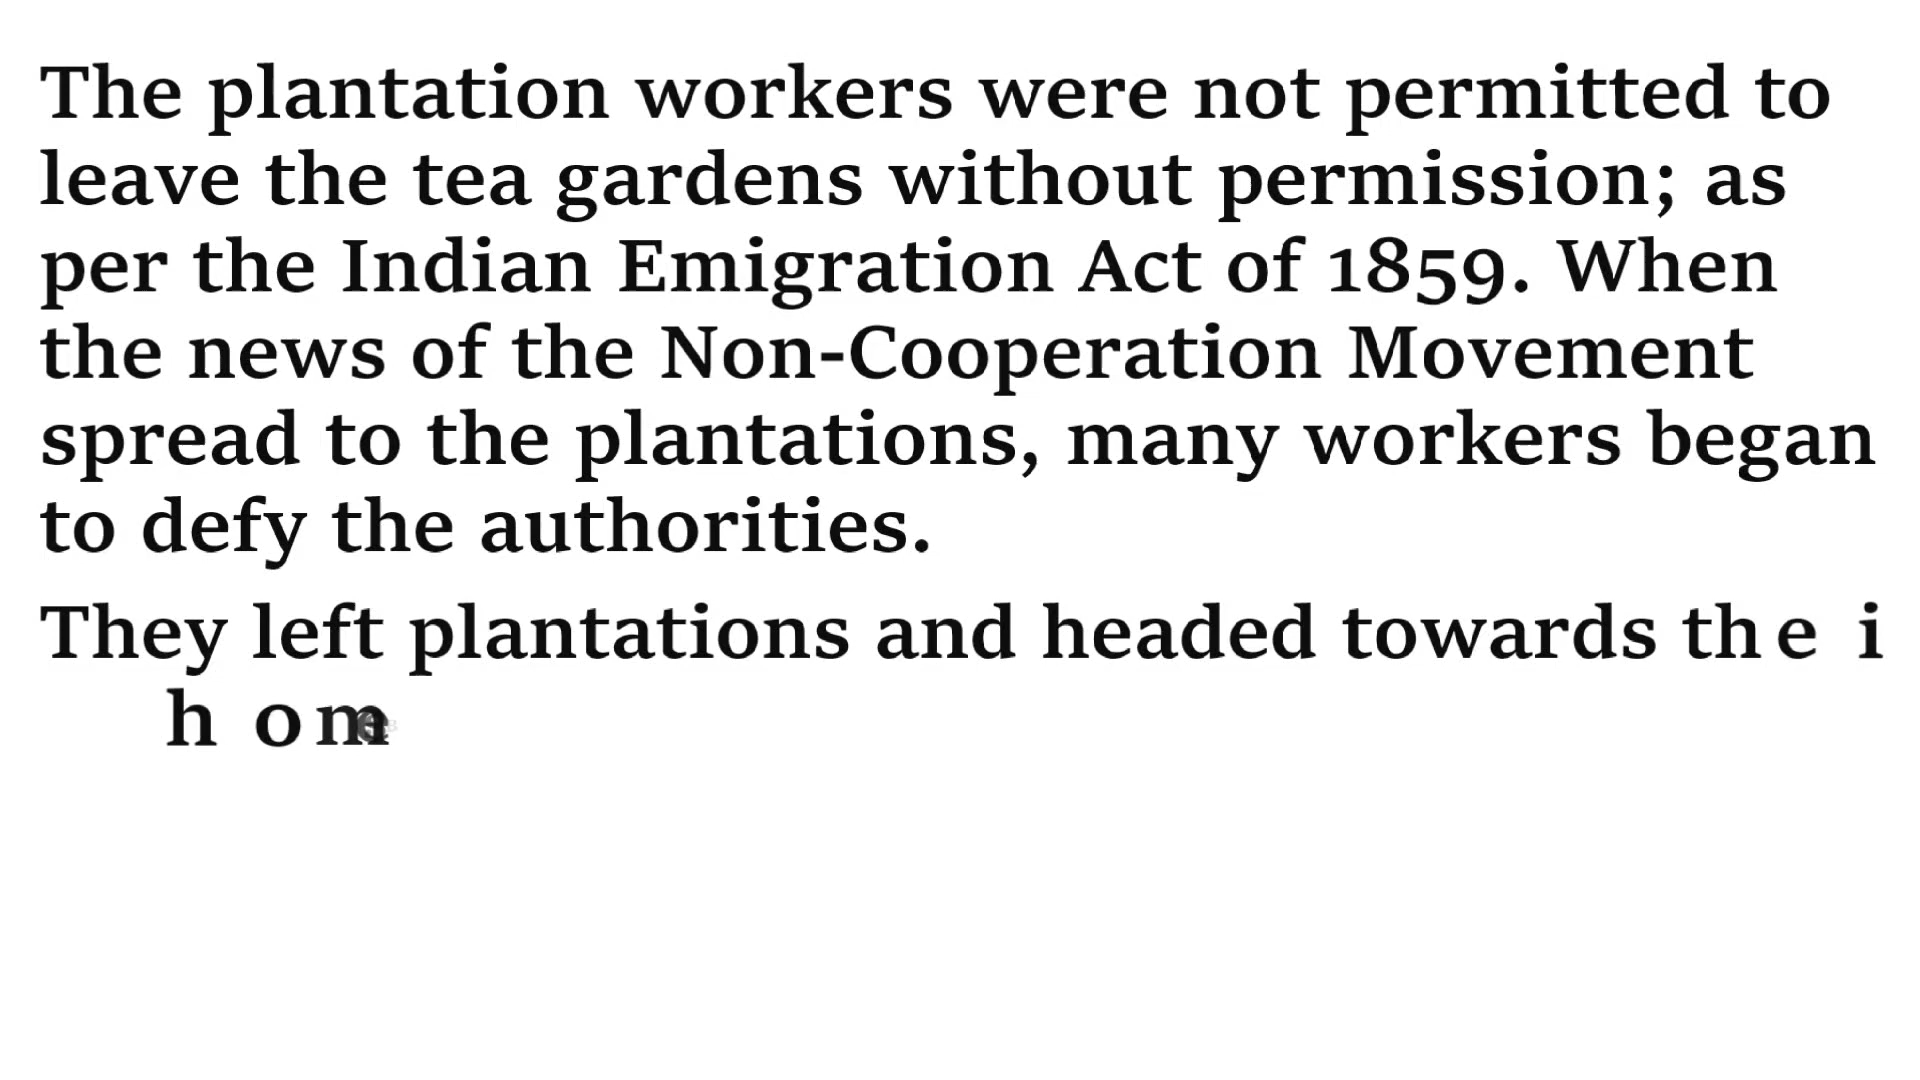 The plantation workers were not permitted to
leave the tea gardens without permission; as
per the Indian Emigration Act of 1859. When
the news of the Non-Cooperation Movement
spread to the plantations, many workers began
to defy the authorities.
They left plantations and headed towards the i
home